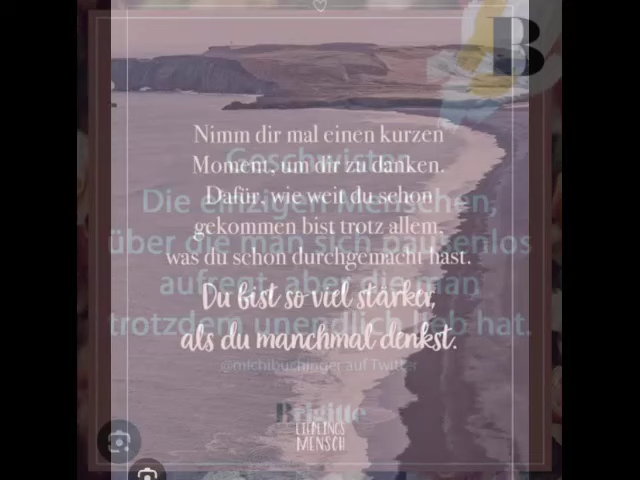 B
Nimm dir mal einen kurzen
Moment, um dir zu danken.
Geschwister
Dafür, wie weit du schon
Die einzigen Menschen,
gekommen bist trotz allem,
über die man sich pausenlos
was du schon durchgemacht hast.
aufregt, aber die man
Du bist so viel stärker,
trotzdem unendlich lieb hat.
als du manchmal denkst.
@michibuchinger auf Twitter
Brigitte
LIEBLINGS
MENSCH